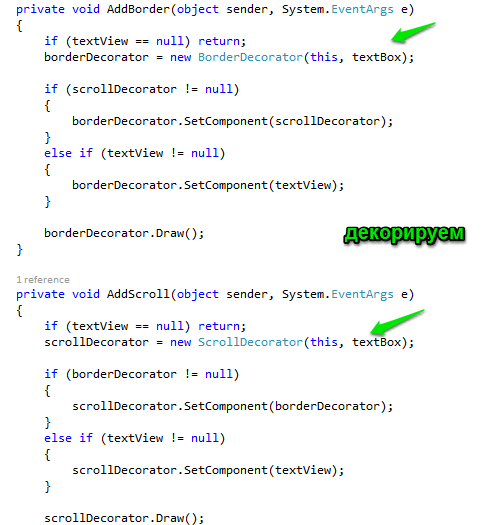 private void AddBorder(object sender, System.EventArgs e)
{
    if (textView == null) return;
    borderDecorator = new BorderDecorator(this, textBox);

    if (scrollDecorator != null)
    {
        borderDecorator.SetComponent(scrollDecorator);
    }
    else if (textView != null)
    {
        borderDecorator.SetComponent(textView);
    }

    borderDecorator.Draw();
декорируем
}
1 reference
private void AddScroll(object sender, System.EventArgs e)
{
    if (textView == null) return;
    scrollDecorator = new ScrollDecorator(this, textBox);

    if (borderDecorator != null)
    {
        scrollDecorator.SetComponent(borderDecorator);
    }
    else if (textView != null)
    {
        scrollDecorator.SetComponent(textView);
    }

    scrollDecorator.Draw();